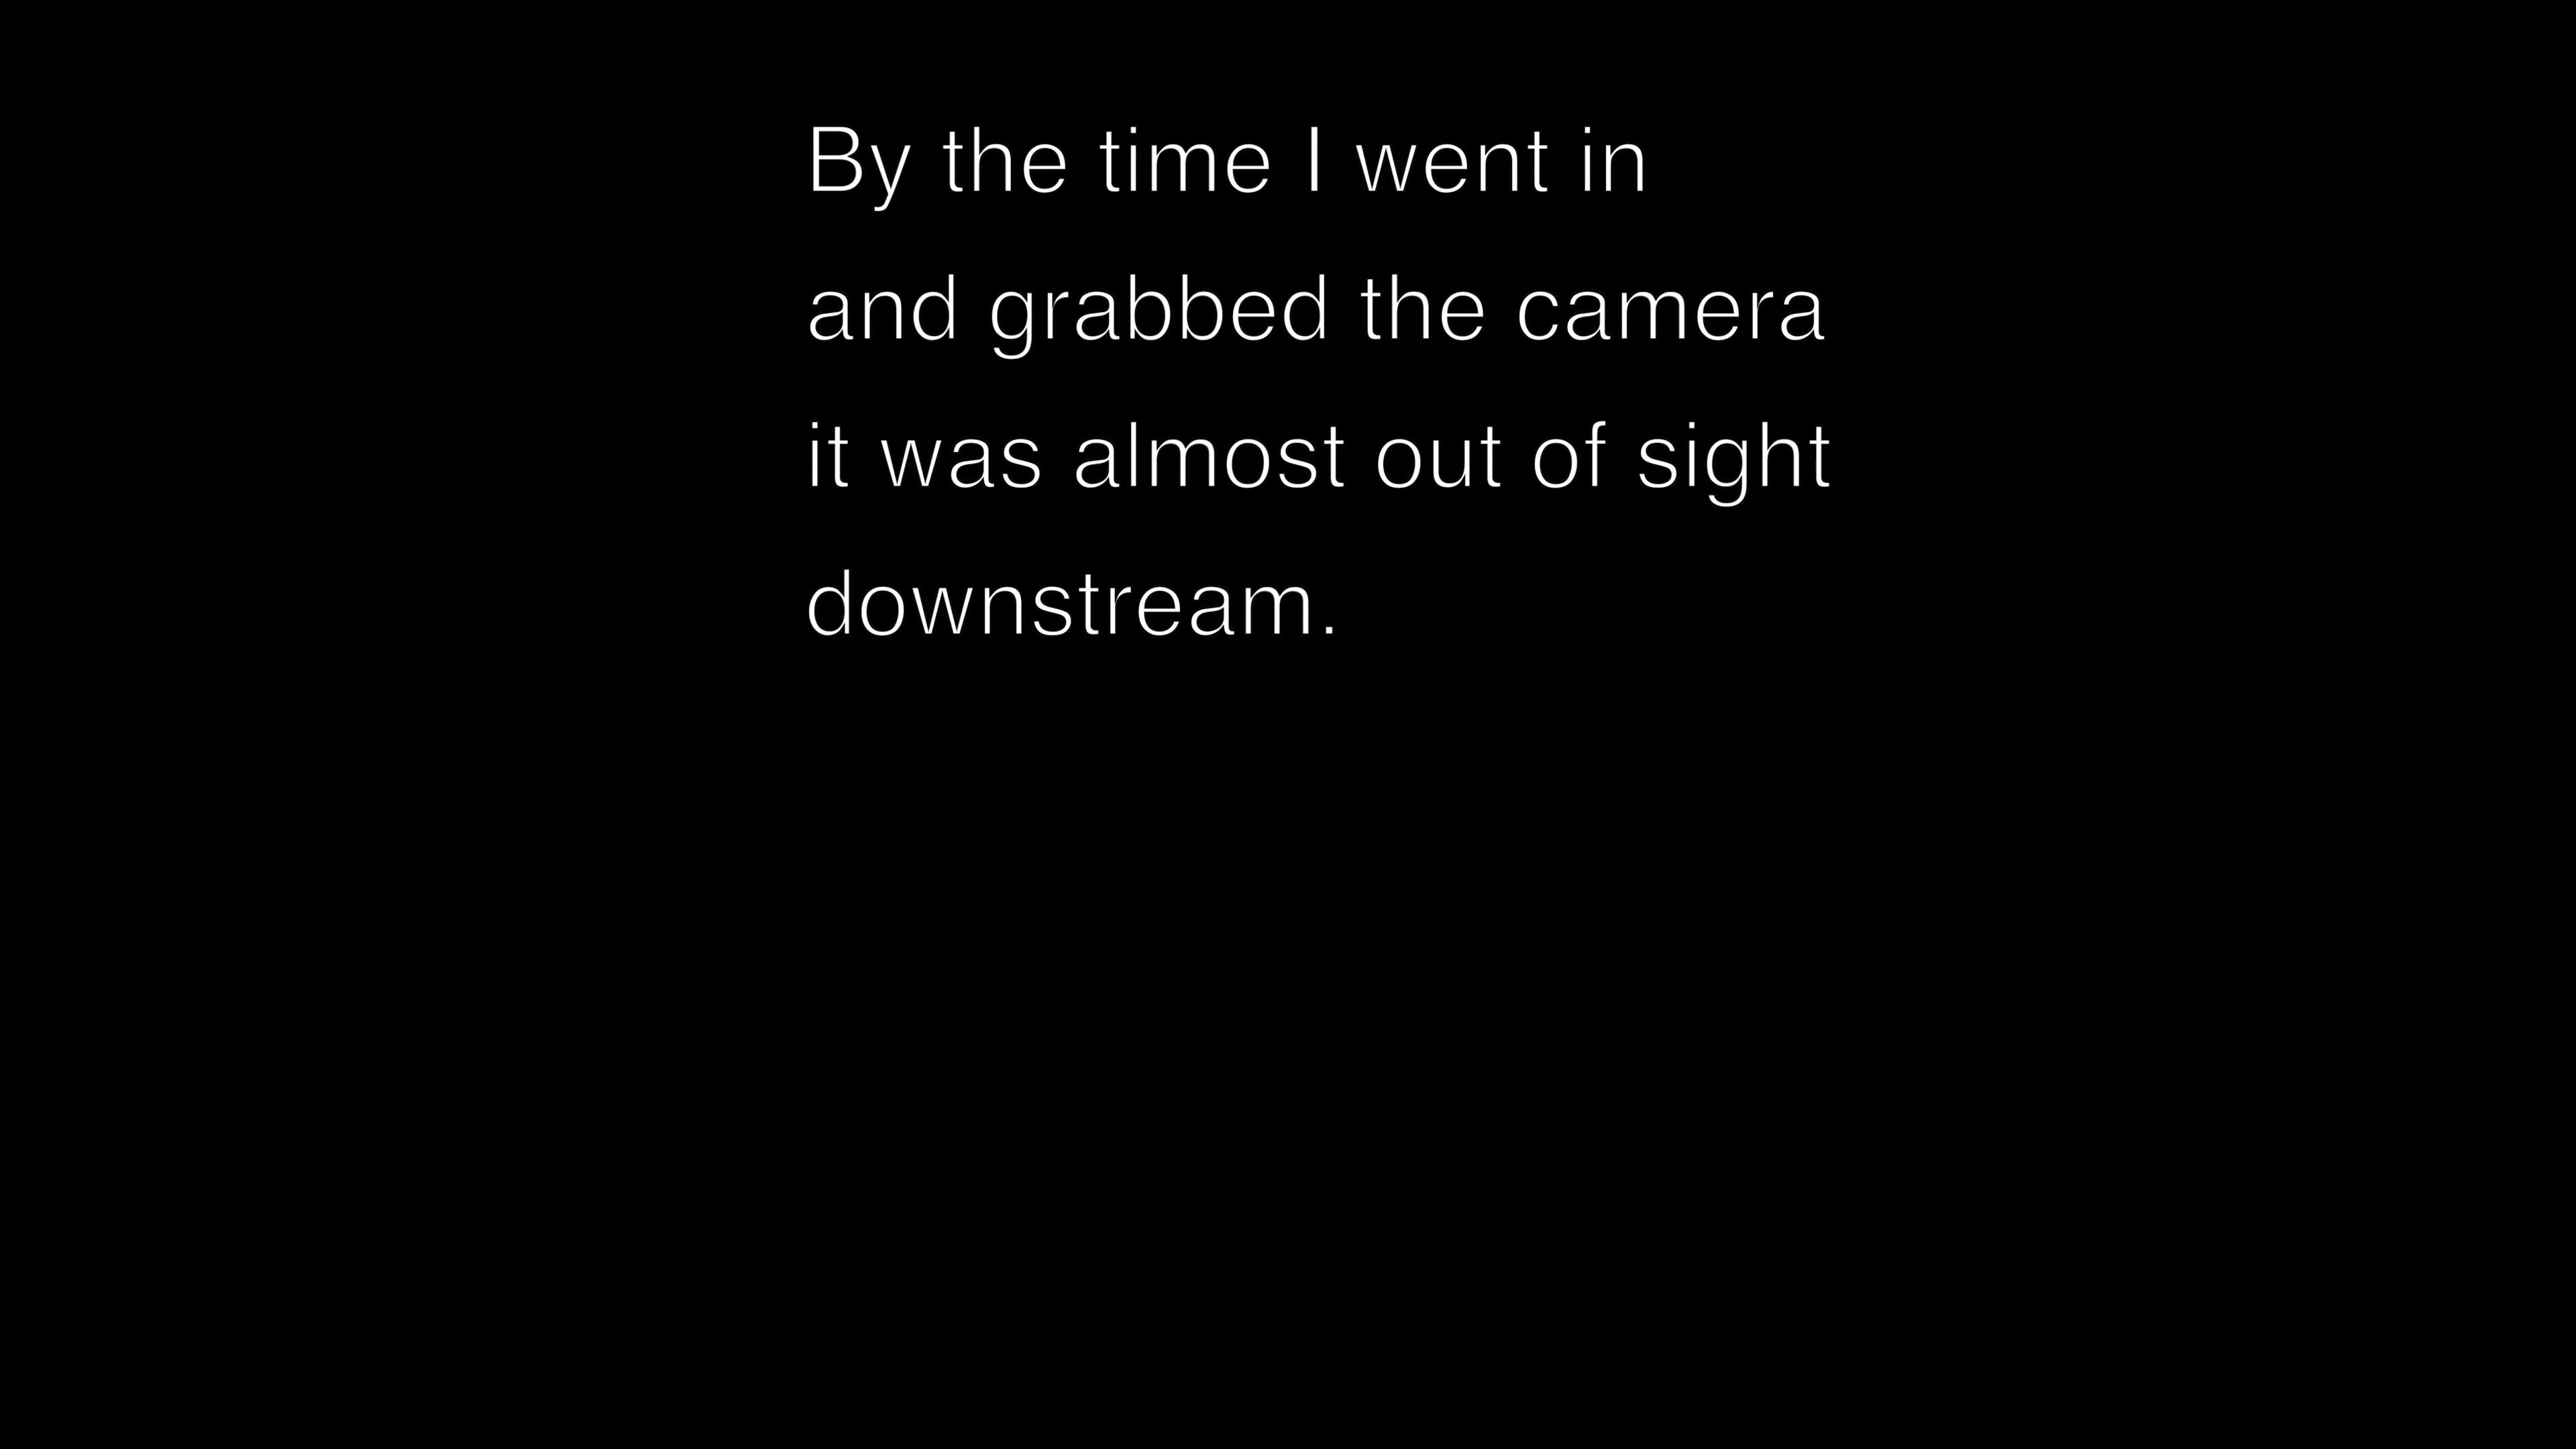 By the time I went in
and grabbed the camera
it was almost out of sight
downstream.